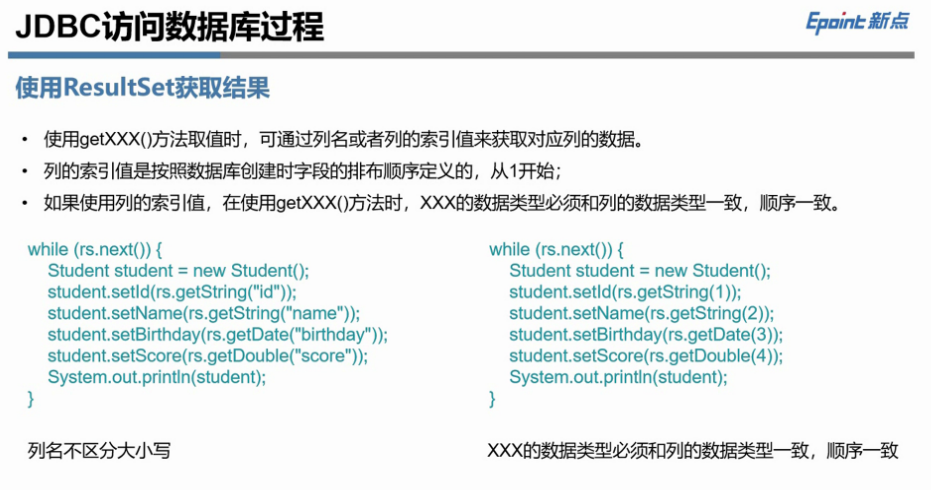 JDBC访问数据库过程
Epoint 新点
使用ResultSet获取结果
• 使用getXXX()方法取值时，可通过列名或者列的索引值来获取对应列的数据。
• 列的索引值是按照数据库创建时字段的排布顺序定义的，从1开始；
• 如果使用列的索引值，在使用getXXX()方法时，XXX的数据类型必须和列的数据类型一致，顺序一致。
while (rs.next()) {
Student student = new Student();
student.setId(rs.getString("id"));
student.setName(rs.getString("name"));
student.setBirthday(rs.getDate("birthday"));
student.setScore(rs.getDouble("score"));
System.out.println(student);
}
列名不区分大小写
while (rs.next()) {
Student student = new Student();
student.setId(rs.getString(1));
student.setName(rs.getString(2));
student.setBirthday(rs.getDate(3));
student.setScore(rs.getDouble(4));
System.out.println(student);
}
XXX的数据类型必须和列的数据类型一致，顺序一致